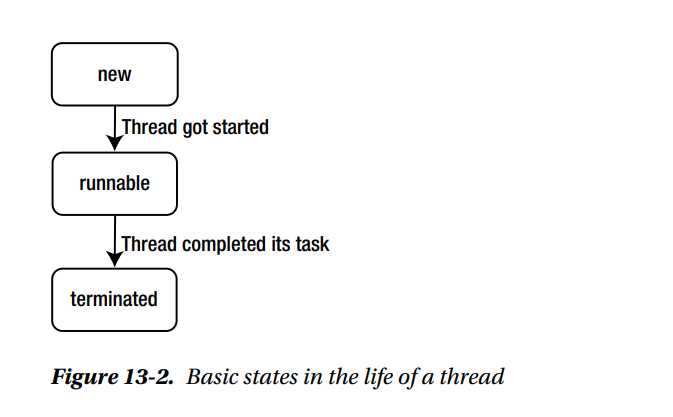 new
Thread got started
runnable
Thread completed its task
terminated
Figure 13-2. Basic states in the life of a thread